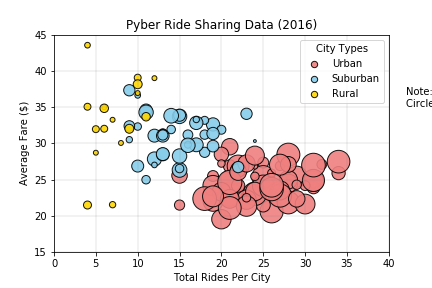 Pyber Ride Sharing Data (2016)
45
40
35
30
25
20
15
Average Fare ($)
0
5
10
15
20
25
30
35
40
Total Rides Per City
City Types
Urban
Suburban
Rural
Note:
Circle